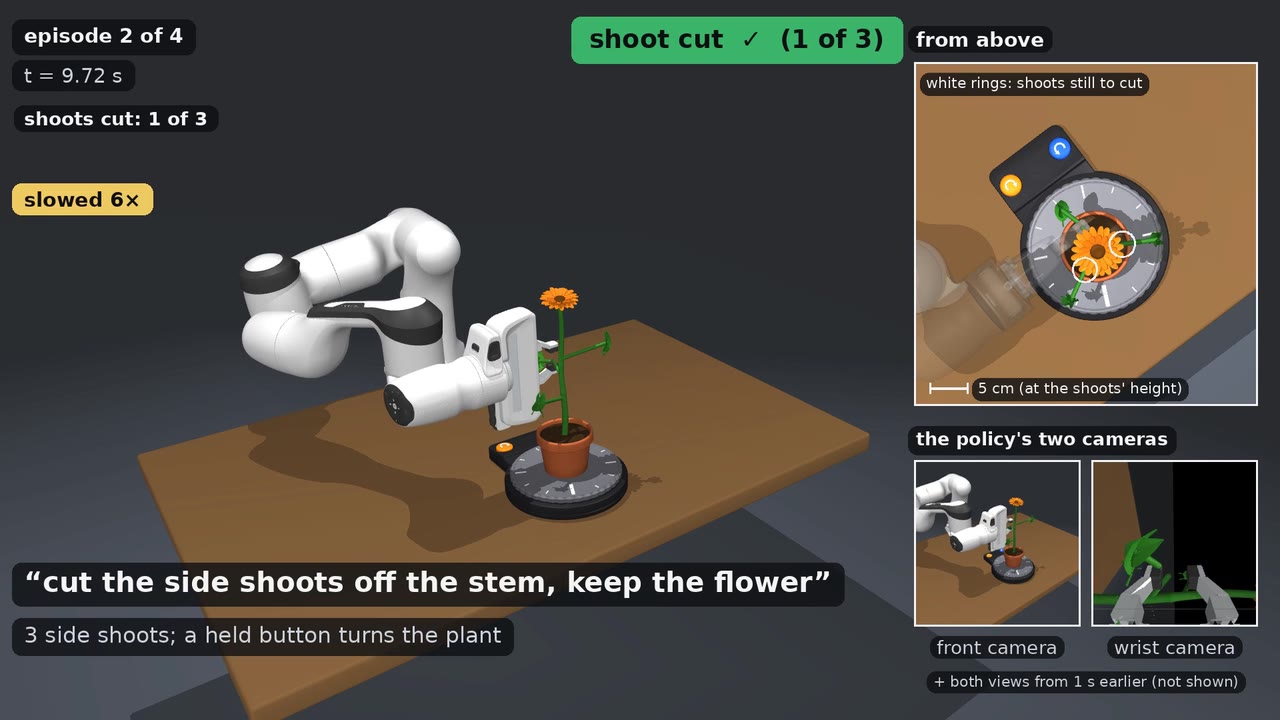 episode 2 of 4
t = 9.72 s
shoots cut: 1 of 3
slowed 6×
shoot cut ✓ (1 of 3)
from above
white rings: shoots still to cut
5 cm (at the shoots' height)
the policy's two cameras
front camera
wrist camera
+ both views from 1 s earlier (not shown)
“cut the side shoots off the stem, keep the flower”
3 side shoots; a held button turns the plant